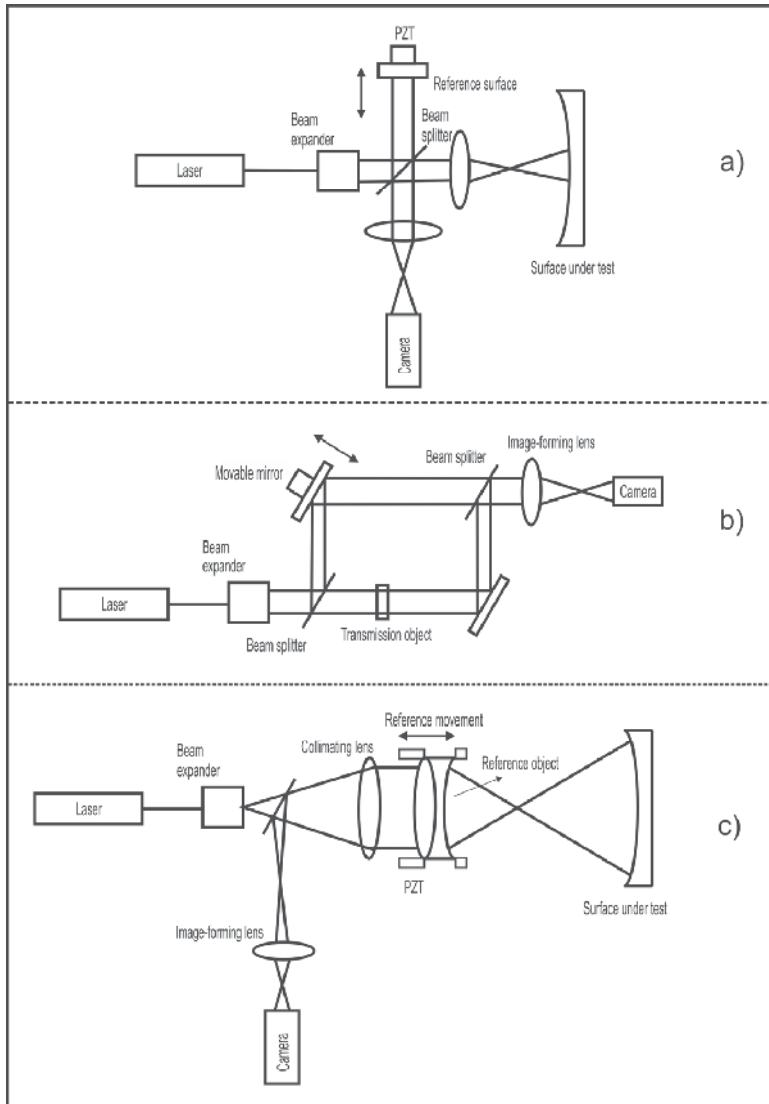 PZT
Reference surface
Beam
expander
Beam
splitter
Laser
a)
Surface under test
Camera
Image-forming lens
Beam splitter
Movable mirror
Camera
b)
Beam
expander
Laser
Beam splitter
Transmission object
Reference movement
Beam
expander
Collimating lens
Reference object
Laser
c)
PZT
Surface under test
Image-forming lens
Camera